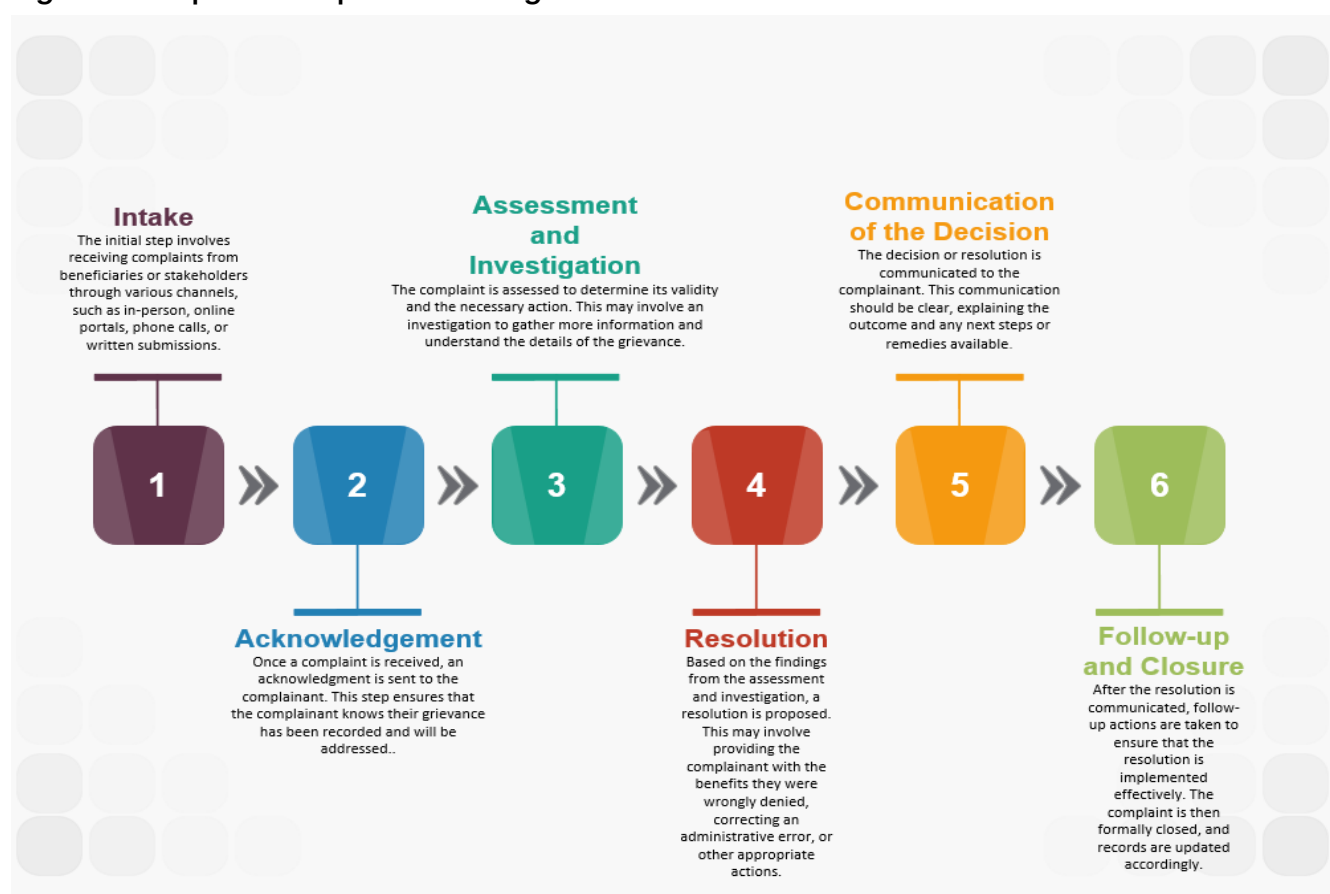 Intake
The initial step involves
receiving complaints from
beneficiaries or stakeholders
through various channels,
such as in-person, online
portals, phone calls, or
written submissions.
Assessment
and
Investigation
The complaint is assessed to determine its validity
and the necessary action. This may involve an
investigation to gather more information and
understand the details of the grievance.
Communication
of the Decision
The decision or resolution is
communicated to the
complainant. This communication
should be clear, explaining the
outcome and any next steps or
remedies available.
1
2
3
4
5
6
Acknowledgement
Once a complaint is received, an
acknowledgment is sent to the
complainant. This step ensures that
the complainant knows their grievance
has been recorded and will be
addressed..
Resolution
Based on the findings
from the assessment
and investigation, a
resolution is proposed.
This may involve
providing the
complainant with the
benefits they were
wrongly denied,
correcting an
administrative error, or
other appropriate
actions.
Follow-up
and Closure
After the resolution is
communicated, follow-
up actions are taken to
ensure that the
resolution is
implemented
effectively. The
complaint is then
formally closed, and
records are updated
accordingly.